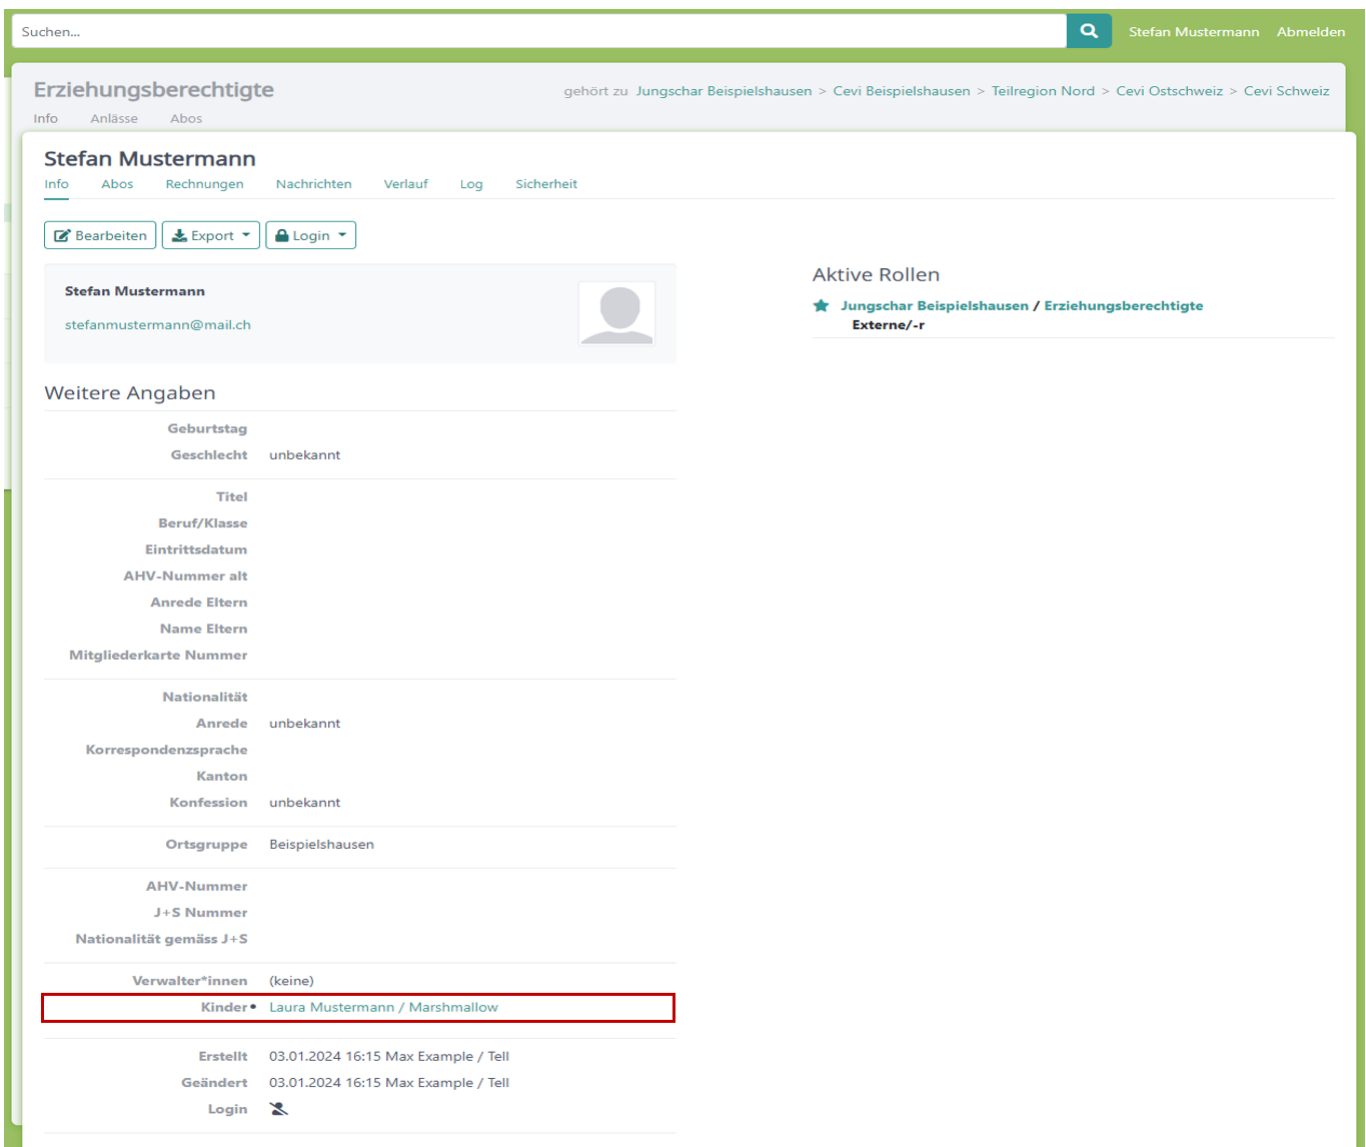 Suchen...
Stefan Mustermann Abmelden
Erziehungsberechtigte
gehört zu Jungschar Beispielshausen > Cevi Beispielshausen > Teilregion Nord > Cevi Ostschweiz > Cevi Schweiz
Info Anlässe Abos
Stefan Mustermann
Info Abos Rechnungen Nachrichten Verlauf Log Sicherheit
Bearbeiten Export Login
Stefan Mustermann
stefanmustermann@mail.ch
Aktive Rollen
Jungschar Beispielshausen / Erziehungsberechtigte
Externe/-r
Weitere Angaben
Geburtstag
Geschlecht unbekannt
Titel
Beruf/Klasse
Eintrittsdatum
AHV-Nummer alt
Anrede Eltern
Name Eltern
Mitgliederkarte Nummer
Nationalität
Anrede unbekannt
Korrespondenzsprache
Kanton
Konfession unbekannt
Ortsgruppe Beispielshausen
AHV-Nummer
J+S Nummer
Nationalität gemäss J+S
Verwalter*innen (keine)
Kinder • Laura Mustermann / Marshmallow
Erstellt 03.01.2024 16:15 Max Example / Tell
Geändert 03.01.2024 16:15 Max Example / Tell
Login